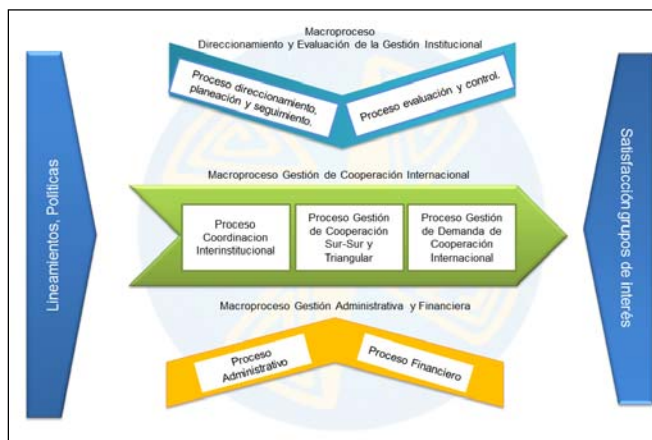 Macroproceso
Direccionamiento y Evaluación de la Gestión Institucional
Proceso direccionamiento,
planeación y seguimiento.
Proceso evaluación y control.
Lineamientos, Políticas
Macroproceso Gestión de Cooperación Internacional
Proceso
Coordinacion
Interinstitucional
Proceso Gestión
de Cooperación
Sur-Sur y
Triangular
Proceso Gestión
de Demanda de
Cooperación
Internacional
Satisfacción grupos de interés
Macroproceso Gestión Administrativa y Financiera
Proceso
Administrativo
Proceso Financiero